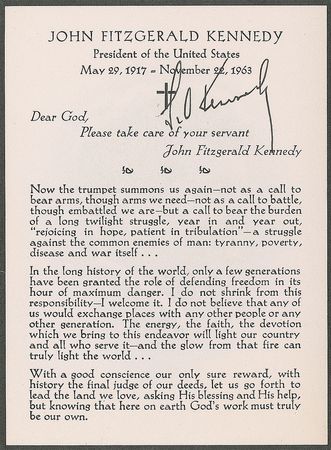 JOHN FITZGERALD KENNEDY
President of the United States
May 29, 1917 – November 22, 1963
Dear God,
Please take care of your servant
John Fitzgerald Kennedy
Now the trumpet summons us again—not as a call to
bear arms, though arms we need—not as a call to battle,
though embattled we are—but a call to bear the burden
of a long twilight struggle, year in and year out,
"rejoicing in hope, patient in tribulation"—a struggle
against the common enemies of man: tyranny, poverty,
disease and war itself . . .
In the long history of the world, only a few generations
have been granted the role of defending freedom in its
hour of maximum danger. I do not shrink from this
responsibility—I welcome it. I do not believe that any of
us would exchange places with any other people or any
other generation. The energy, the faith, the devotion
which we bring to this endeavor will light our country
and all who serve it—and the glow from that fire can
truly light the world . . .
With a good conscience our only sure reward, with
history the final judge of our deeds, let us go forth to
lead the land we love, asking His blessing and His help,
but knowing that here on earth God's work must truly
be our own.